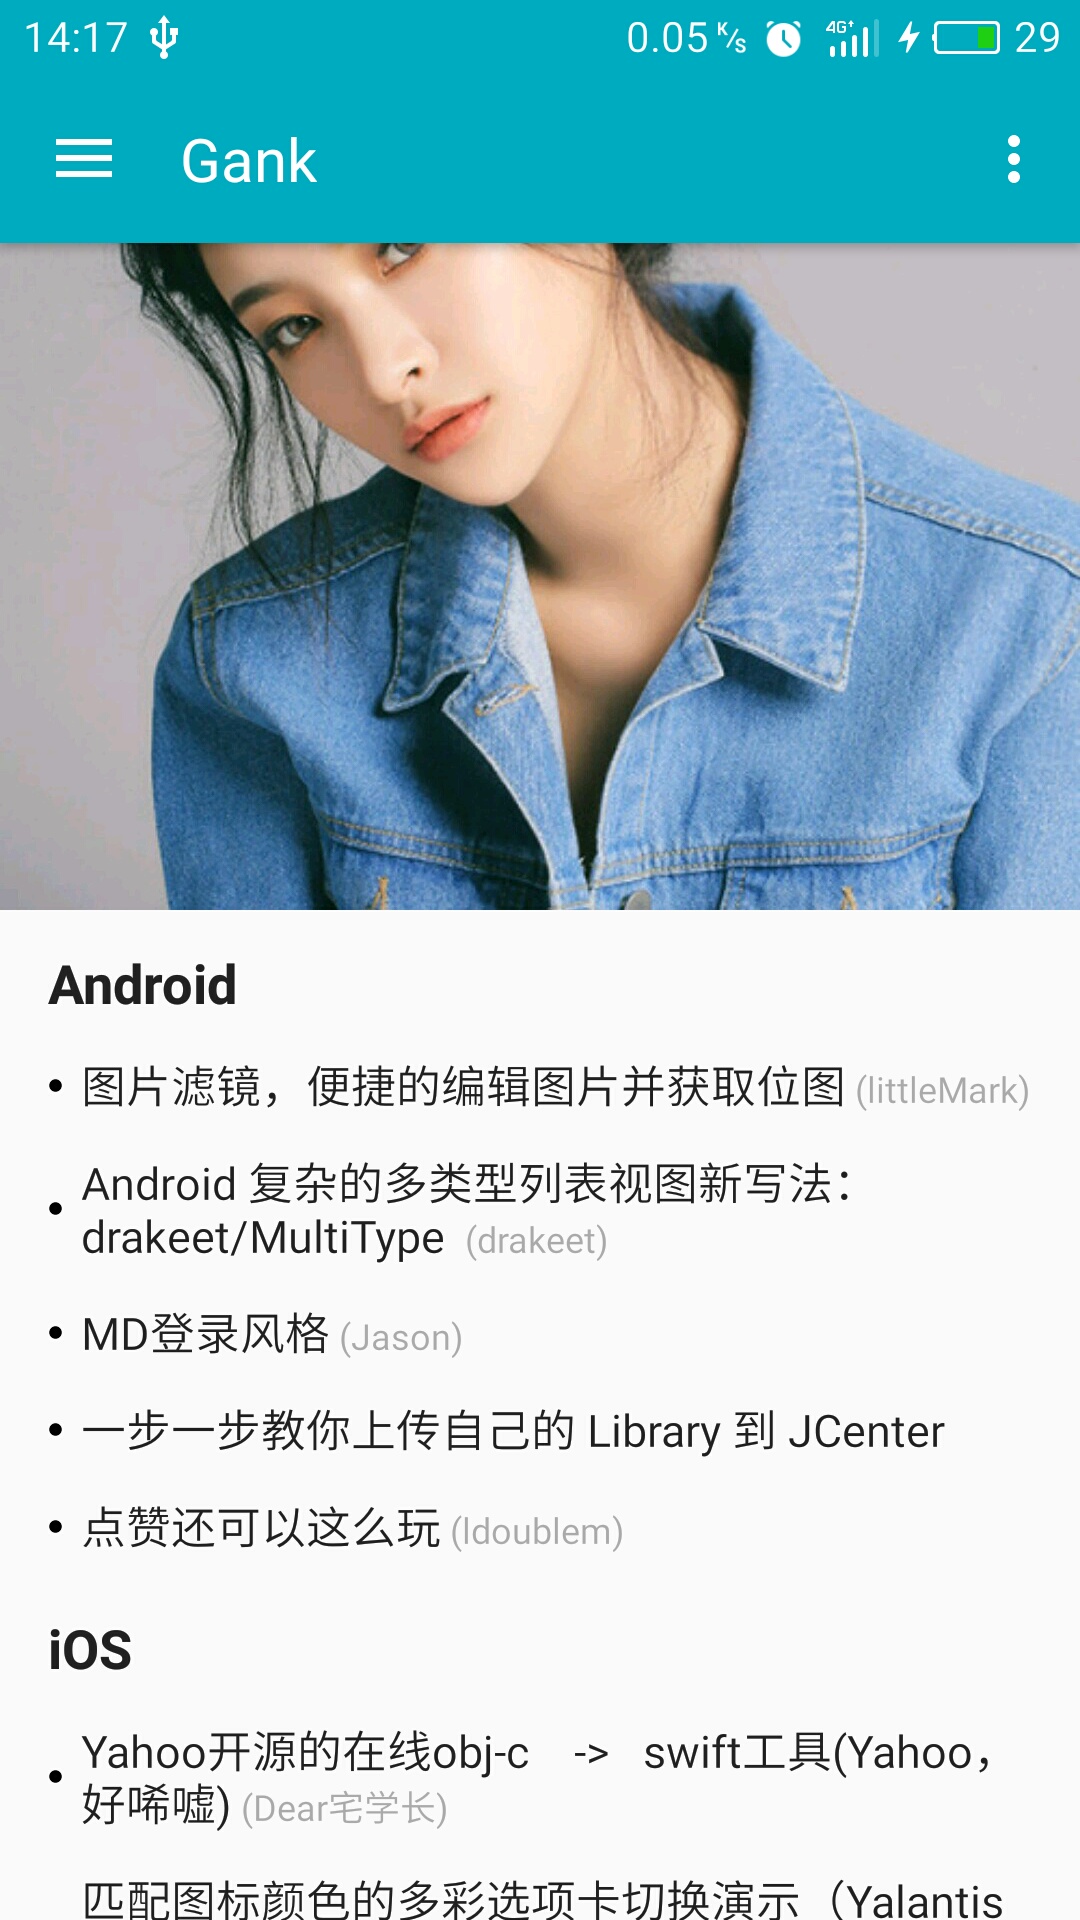 14:17 0.05 K/s 4G+ 29
Gank
Android
• 图片滤镜，便捷的编辑图片并获取位图 (littleMark)
• Android 复杂的多类型列表视图新写法：
drakeet/MultiType (drakeet)
• MD登录风格 (Jason)
• 一步一步教你上传自己的 Library 到 JCenter
• 点赞还可以这么玩 (ldoublem)
iOS
• Yahoo开源的在线obj-c -> swift工具(Yahoo，
好唏嘘) (Dear宅学长)
匹配图标颜色的多彩选项卡切换演示（Yalantis